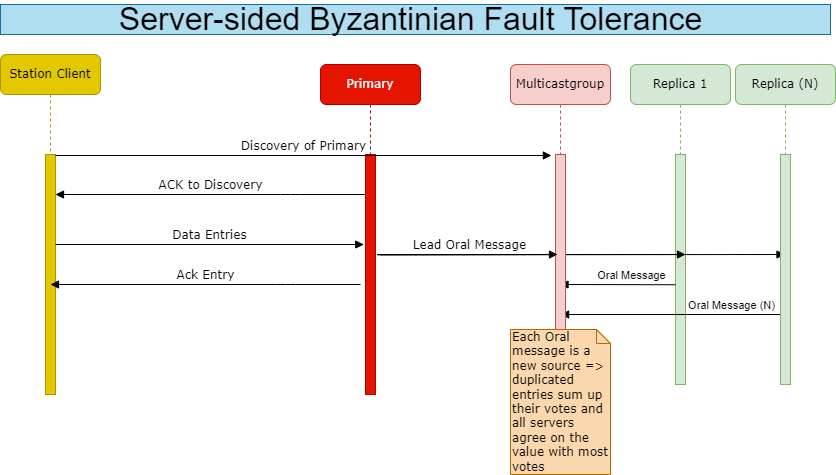 Server-sided Byzantinian Fault Tolerance
Station Client
Primary
Multicastgroup
Replica 1
Replica (N)
Discovery of Primary
ACK to Discovery
Data Entries
Lead Oral Message
Ack Entry
Oral Message
Oral Message (N)
Each Oral
message is a
new source =>
duplicated
entries sum up
their votes and
all servers
agree on the
value with most
votes